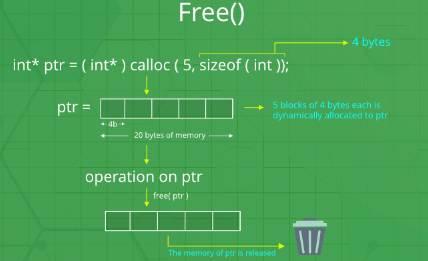 Free()
4 bytes
int* ptr = ( int* ) calloc ( 5, sizeof ( int ));
ptr =
5 blocks of 4 bytes each is
dynamically allocated to ptr
4b
20 bytes of memory
operation on ptr
free( ptr )
The memory of ptr is released